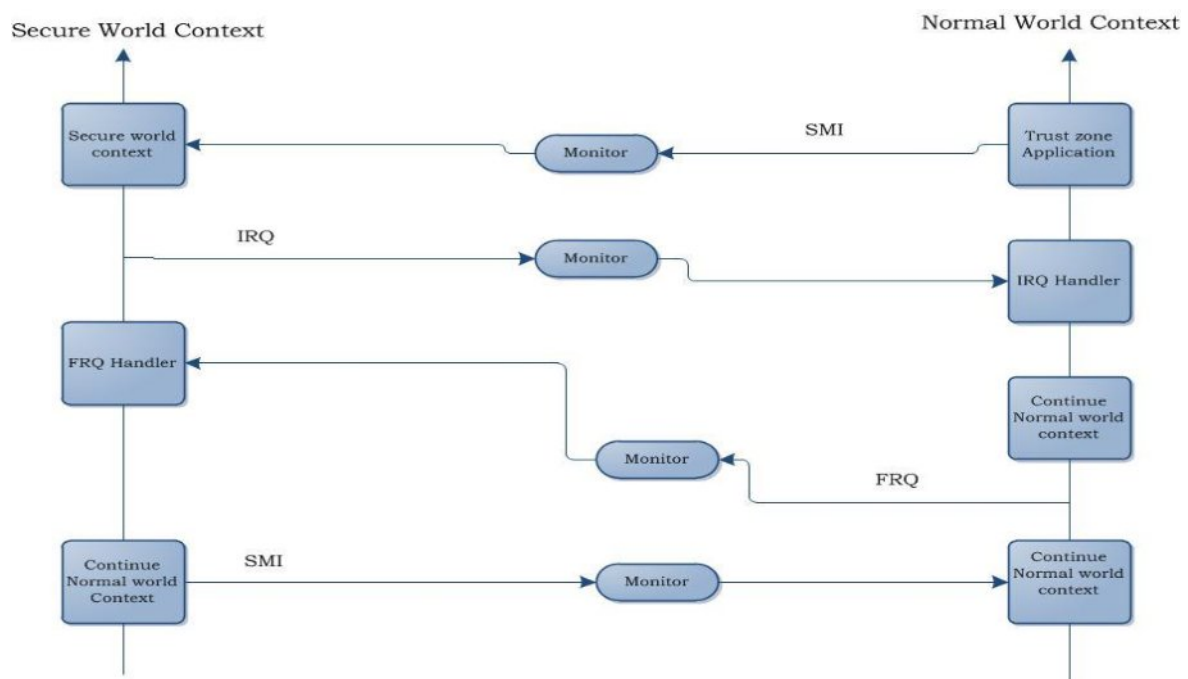 Secure World Context
Normal World Context
Secure world
context
Monitor
SMI
Trust zone
Application
IRQ
Monitor
IRQ Handler
FRQ Handler
Continue
Normal world
context
Monitor
FRQ
Continue
Normal world
Context
SMI
Monitor
Continue
Normal world
context